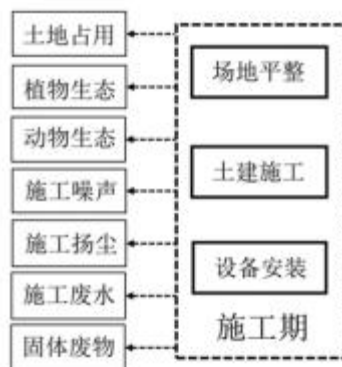 土地占用
植物生态
动物生态
施工噪声
施工扬尘
施工废水
固体废物
场地平整
土建施工
设备安装
施工期